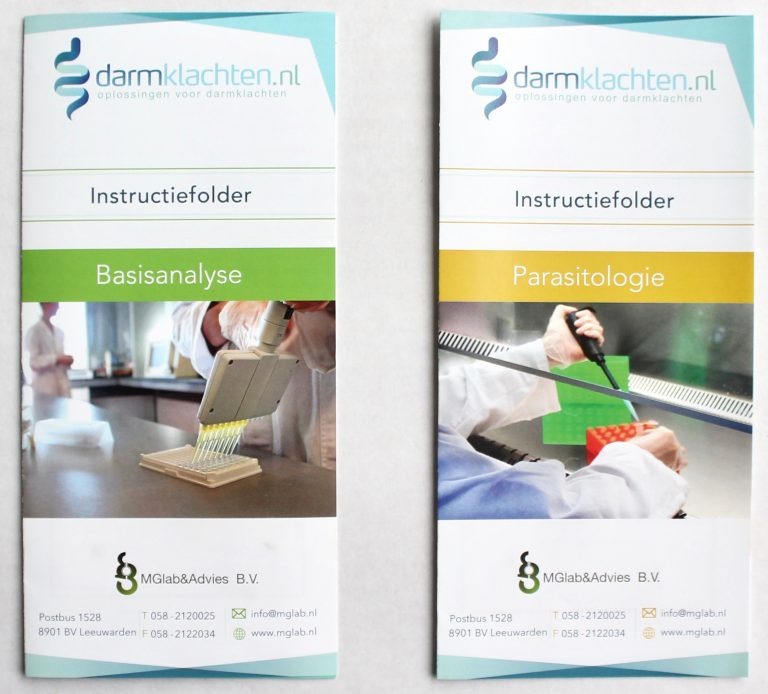 darmklachten.nl
oplossingen voor darmklachten
Instructiefolder
Basisanalyse
MGlab&Advies B.V.
Postbus 1528
8901 BV Leeuwarden
T 058 - 2120025
F 058 - 2122034
info@mglab.nl
www.mglab.nl
darmklachten.nl
oplossingen voor darmklachten
Instructiefolder
Parasitologie
MGlab&Advies B.V.
Postbus 1528
8901 BV Leeuwarden
T 058 - 2120025
F 058 - 2122034
info@mglab.nl
www.mglab.nl